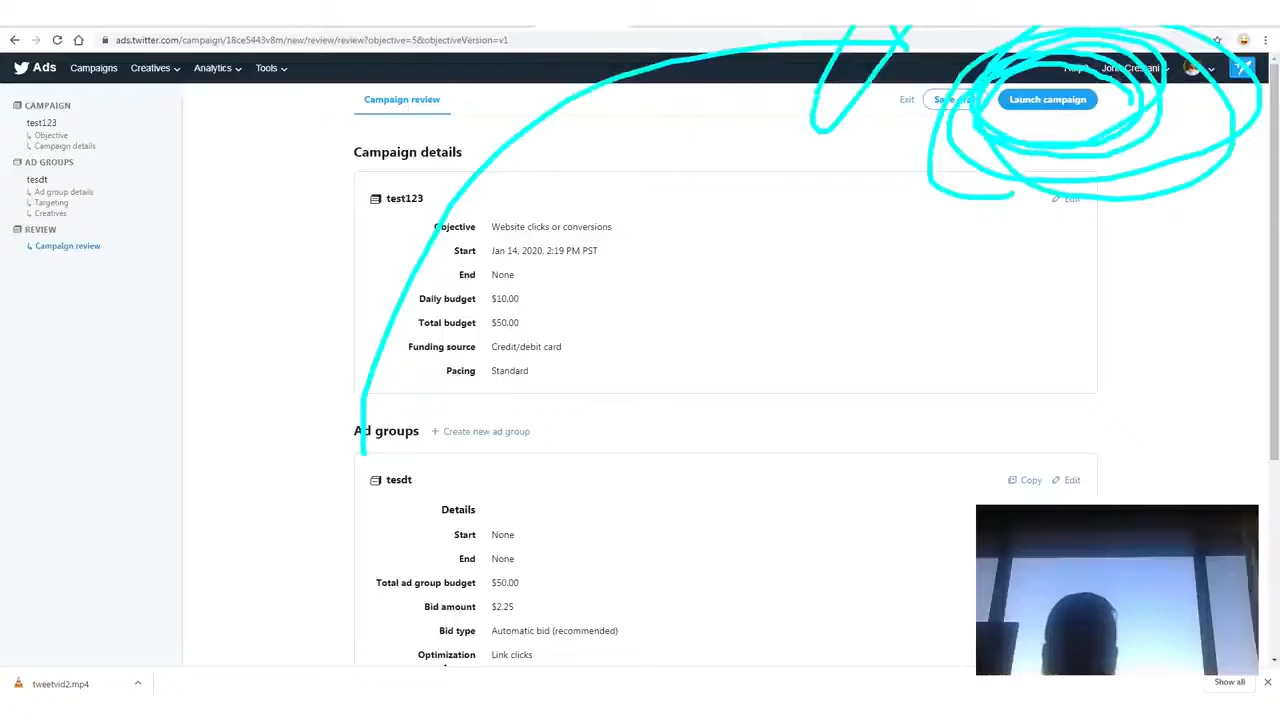 ads.twitter.com/campaign/18ce5443v8m/new/review/review?objective=5&objectiveVersion=v1
Ads Campaigns Creatives Analytics Tools John Crestani
CAMPAIGN
test123
Objective
Campaign details
AD GROUPS
tesdt
Ad group details
Targeting
Creatives
REVIEW
Campaign review
Campaign review Exit Save Launch campaign
Campaign details
test123 Edit
Objective Website clicks or conversions
Start Jan 14, 2020, 2:19 PM PST
End None
Daily budget $10.00
Total budget $50.00
Funding source Credit/debit card
Pacing Standard
Ad groups + Create new ad group
tesdt Copy Edit
Details
Start None
End None
Total ad group budget $50.00
Bid amount $2.25
Bid type Automatic bid (recommended)
Optimization Link clicks
tweetvid2.mp4 Show all